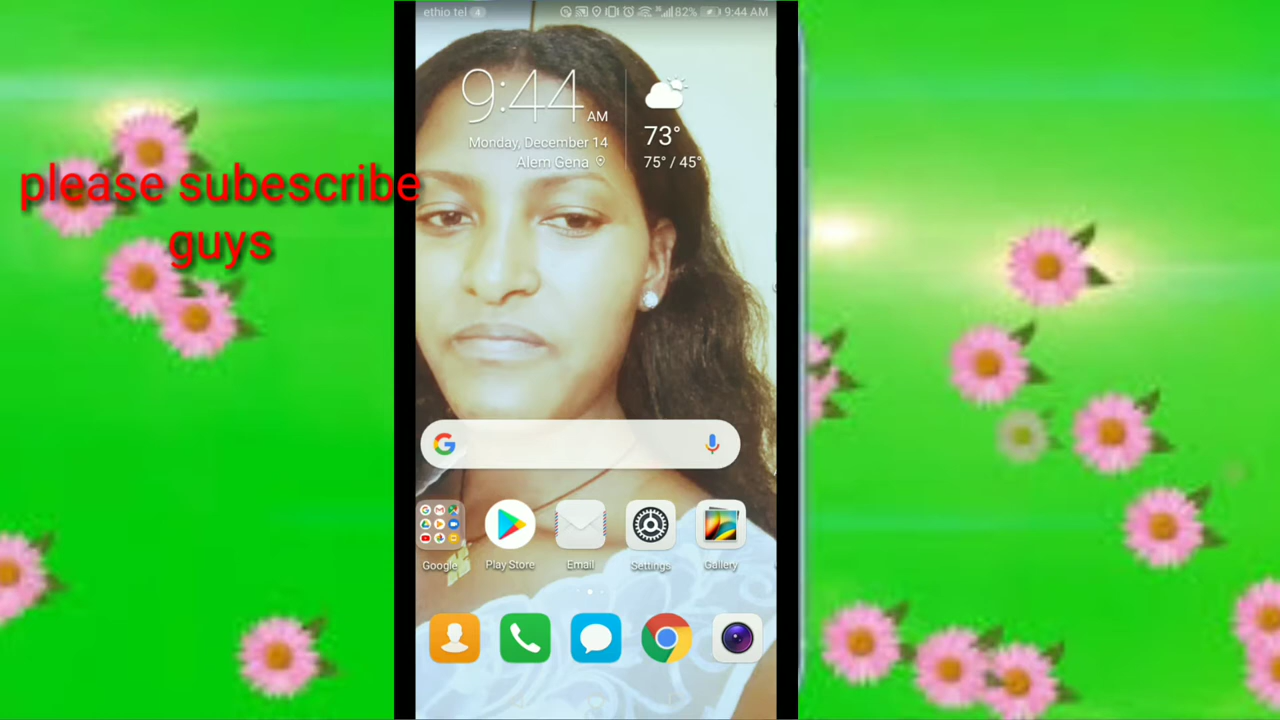 ethio tel 4
82% 9:44 AM
please subescribe
guys
9:44 AM
Monday, December 14
Alem Gena
73°
75° / 45°
Google
Play Store
Email
Settings
Gallery